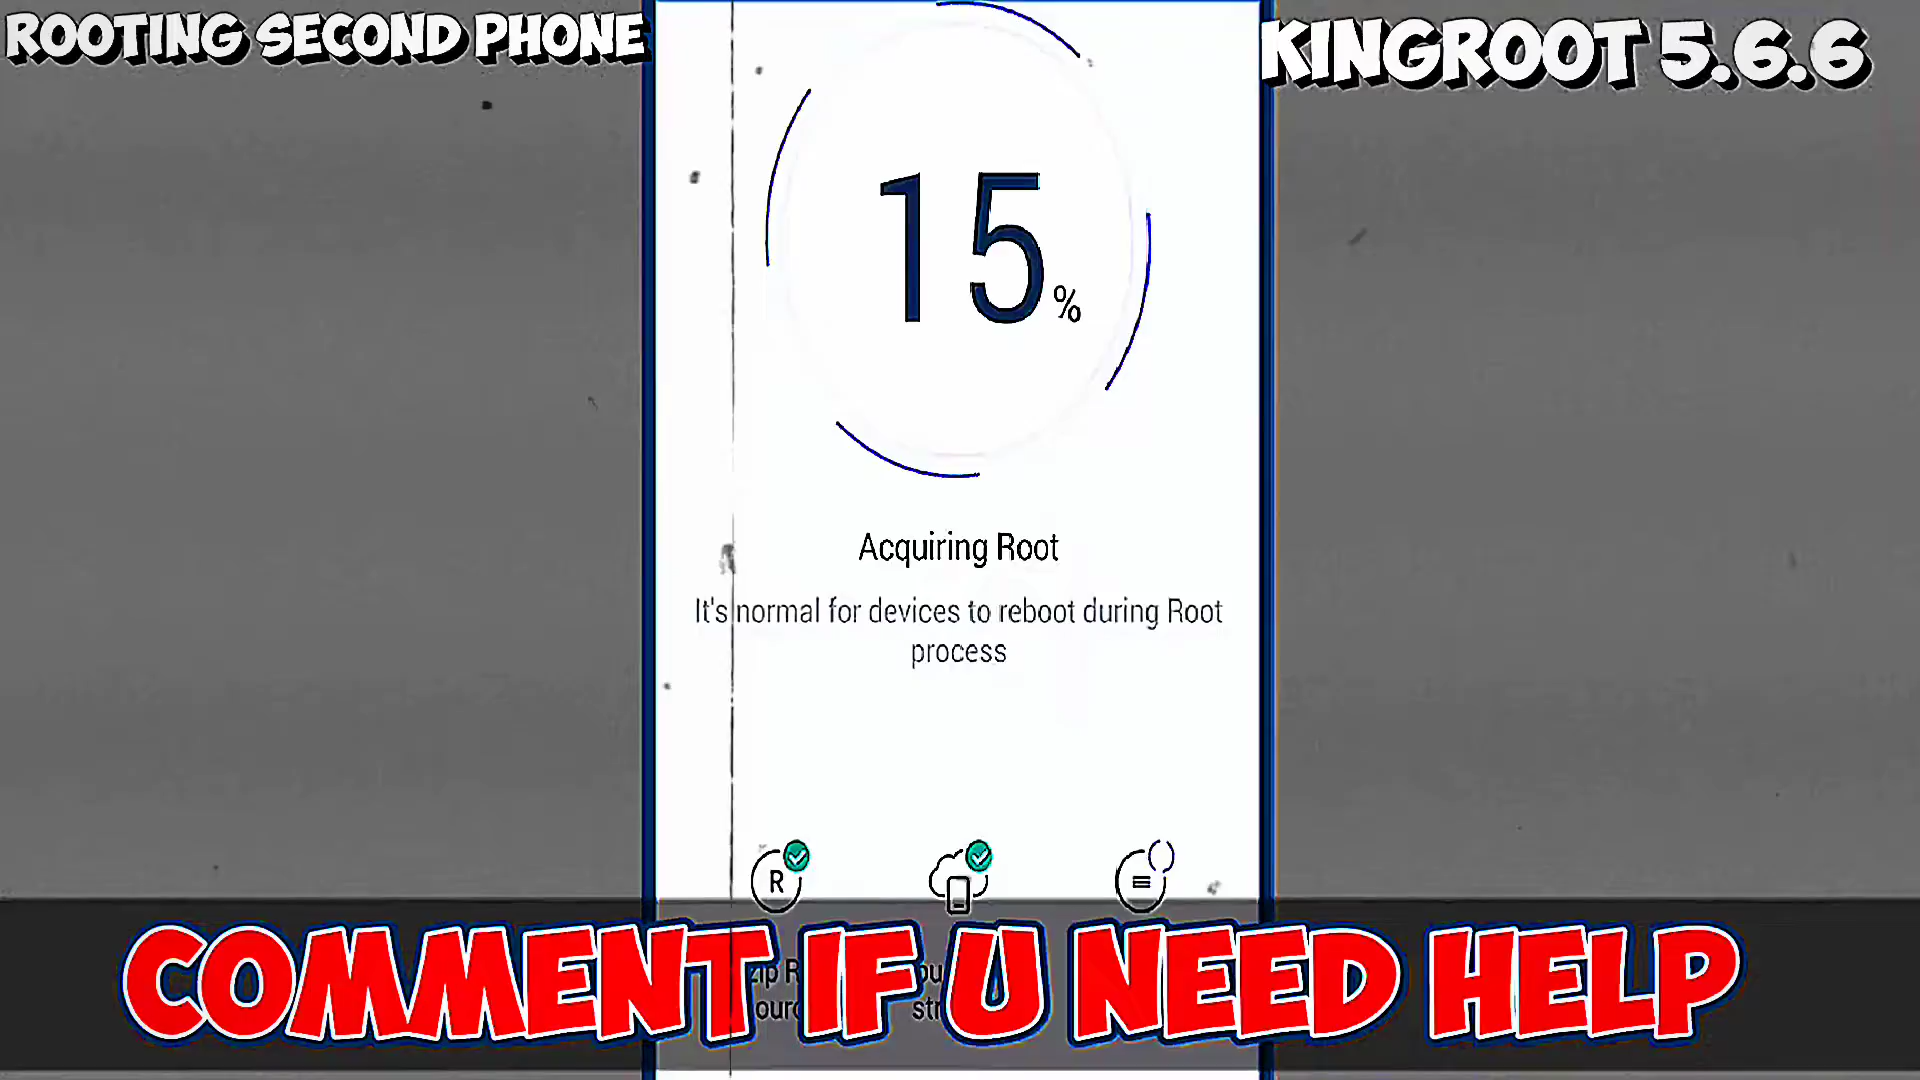 ROOTING SECOND PHONE
KINGROOT 5.6.6
15%
Acquiring Root
It's normal for devices to reboot during Root
process
R
COMMENT IF U NEED HELP